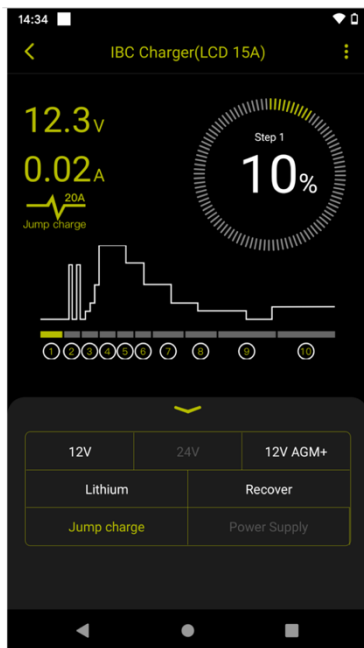 14:34
IBC Charger(LCD 15A)
12.3V
0.02A
20A
Jump charge
Step 1
10%
1 2 3 4 5 6 7 8 9 10
12V 24V 12V AGM+
Lithium Recover
Jump charge Power Supply